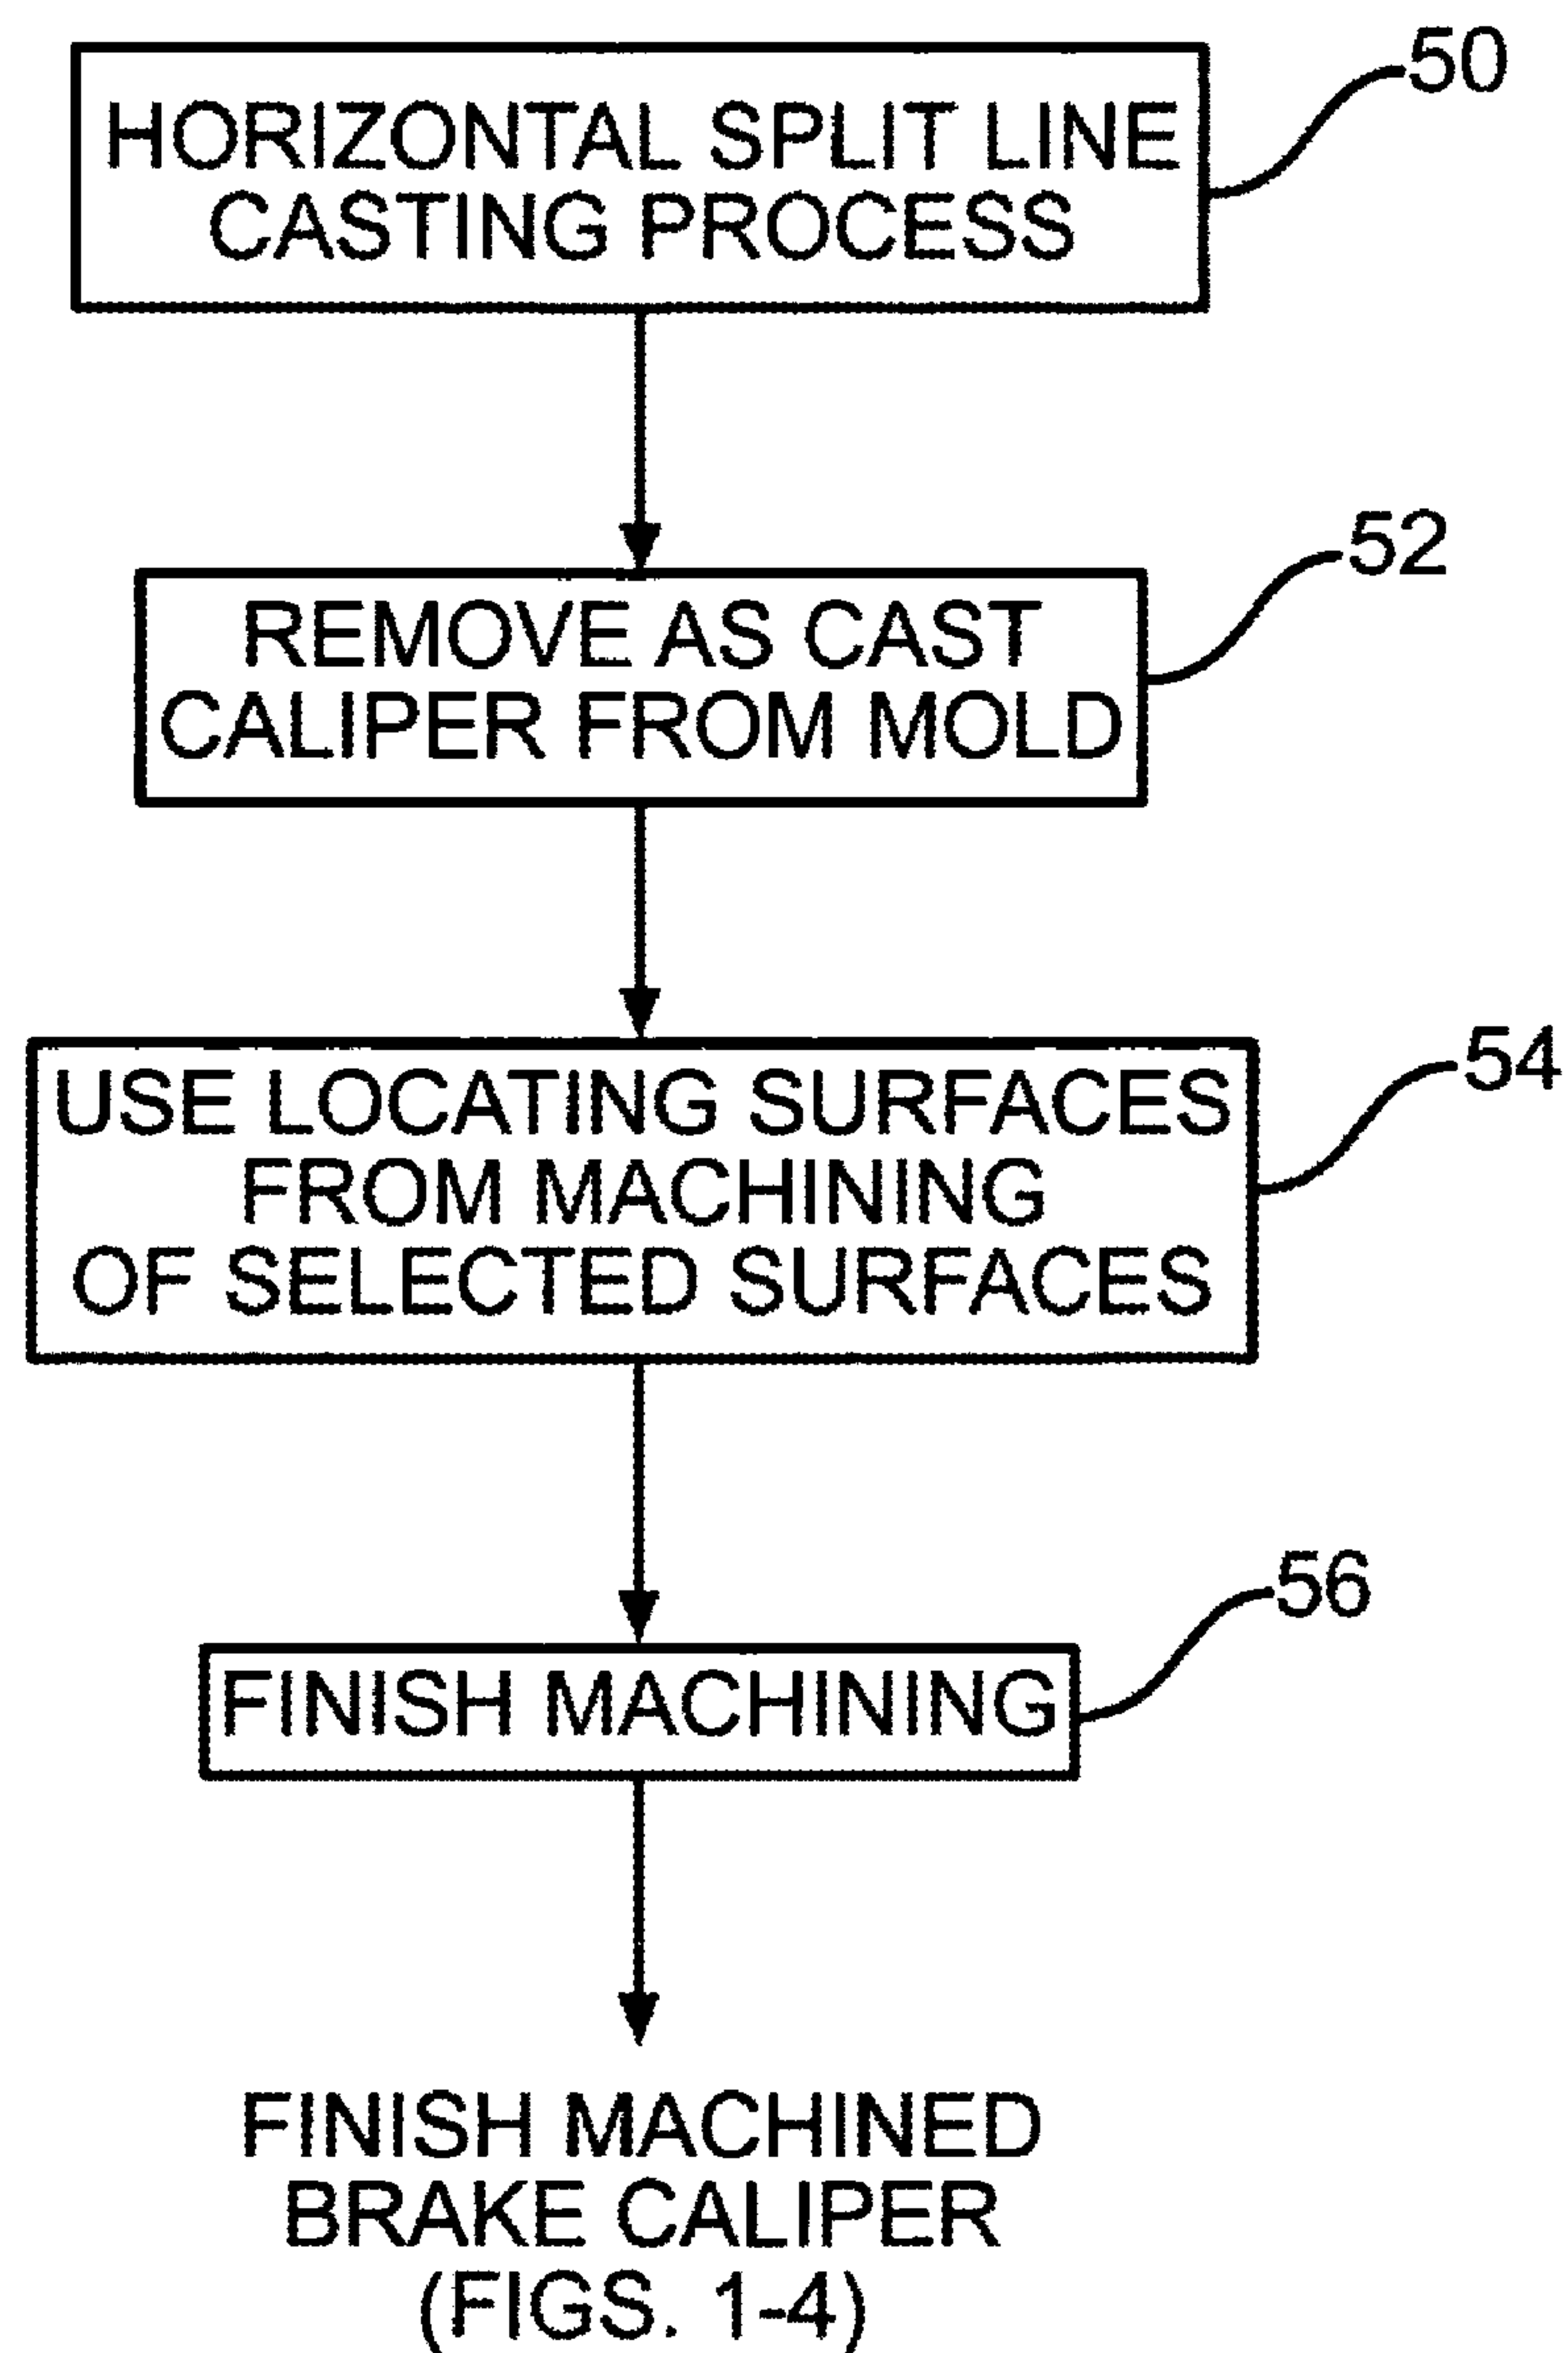 50
HORIZONTAL SPLIT LINE
CASTING PROCESS
52
REMOVE AS CAST
CALIPER FROM MOLD
54
USE LOCATING SURFACES
FROM MACHINING
OF SELECTED SURFACES
56
FINISH MACHINING
FINISH MACHINED
BRAKE CALIPER
(FIGS. 1-4)